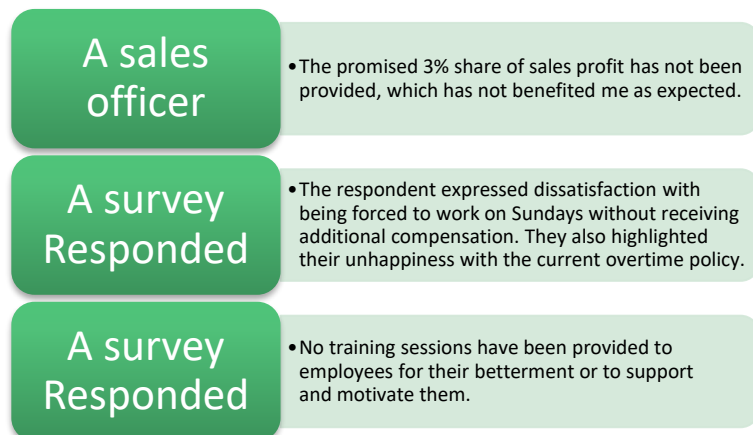 A sales
officer
•The promised 3% share of sales profit has not been
provided, which has not benefited me as expected.
A survey
Responded
•The respondent expressed dissatisfaction with
being forced to work on Sundays without receiving
additional compensation. They also highlighted
their unhappiness with the current overtime policy.
A survey
Responded
•No training sessions have been provided to
employees for their betterment or to support
and motivate them.